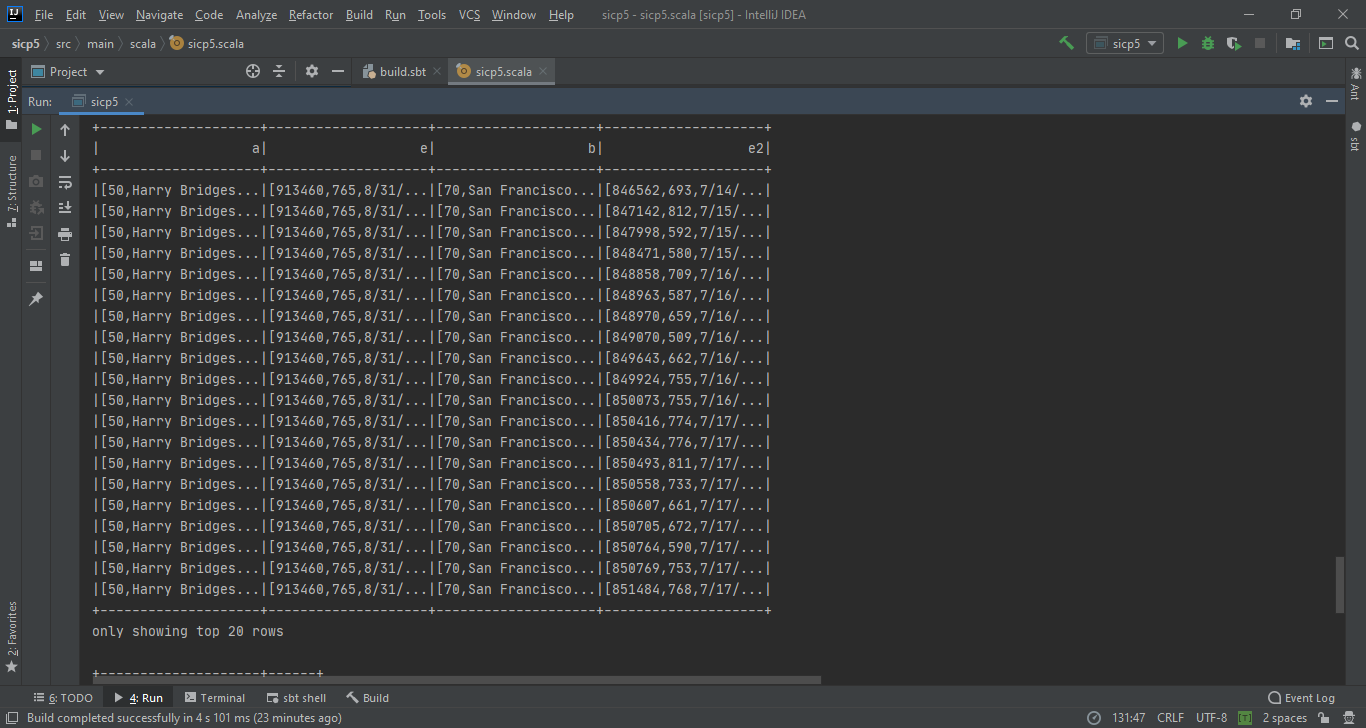 IJ File Edit View Navigate Code Analyze Refactor Build Run Tools VCS Window Help sicp5 - sicp5.scala [sicp5] - IntelliJ IDEA
sicp5 src main scala sicp5.scala sicp5
1: Project
Project build.sbt sicp5.scala
Ant
Run: sicp5
sbt
7: Structure
+--------------------+--------------------+--------------------+--------------------+
|                   a|                   e|                   b|                  e2|
+--------------------+--------------------+--------------------+--------------------+
|[50,Harry Bridges...|[913460,765,8/31/...|[70,San Francisco...|[846562,693,7/14/...|
|[50,Harry Bridges...|[913460,765,8/31/...|[70,San Francisco...|[847142,812,7/15/...|
|[50,Harry Bridges...|[913460,765,8/31/...|[70,San Francisco...|[847998,592,7/15/...|
|[50,Harry Bridges...|[913460,765,8/31/...|[70,San Francisco...|[848471,580,7/15/...|
|[50,Harry Bridges...|[913460,765,8/31/...|[70,San Francisco...|[848858,709,7/16/...|
|[50,Harry Bridges...|[913460,765,8/31/...|[70,San Francisco...|[848963,587,7/16/...|
|[50,Harry Bridges...|[913460,765,8/31/...|[70,San Francisco...|[848970,659,7/16/...|
|[50,Harry Bridges...|[913460,765,8/31/...|[70,San Francisco...|[849070,509,7/16/...|
|[50,Harry Bridges...|[913460,765,8/31/...|[70,San Francisco...|[849643,662,7/16/...|
|[50,Harry Bridges...|[913460,765,8/31/...|[70,San Francisco...|[849924,755,7/16/...|
|[50,Harry Bridges...|[913460,765,8/31/...|[70,San Francisco...|[850073,755,7/16/...|
|[50,Harry Bridges...|[913460,765,8/31/...|[70,San Francisco...|[850416,774,7/17/...|
|[50,Harry Bridges...|[913460,765,8/31/...|[70,San Francisco...|[850434,776,7/17/...|
|[50,Harry Bridges...|[913460,765,8/31/...|[70,San Francisco...|[850493,811,7/17/...|
|[50,Harry Bridges...|[913460,765,8/31/...|[70,San Francisco...|[850558,733,7/17/...|
|[50,Harry Bridges...|[913460,765,8/31/...|[70,San Francisco...|[850607,661,7/17/...|
|[50,Harry Bridges...|[913460,765,8/31/...|[70,San Francisco...|[850705,672,7/17/...|
|[50,Harry Bridges...|[913460,765,8/31/...|[70,San Francisco...|[850764,590,7/17/...|
|[50,Harry Bridges...|[913460,765,8/31/...|[70,San Francisco...|[850769,753,7/17/...|
|[50,Harry Bridges...|[913460,765,8/31/...|[70,San Francisco...|[851484,768,7/17/...|
+--------------------+--------------------+--------------------+--------------------+
only showing top 20 rows
+--------------------+------+
2: Favorites
6: TODO 4: Run Terminal sbt shell Build Event Log
Build completed successfully in 4 s 101 ms (23 minutes ago) 131:47 CRLF UTF-8 2 spaces